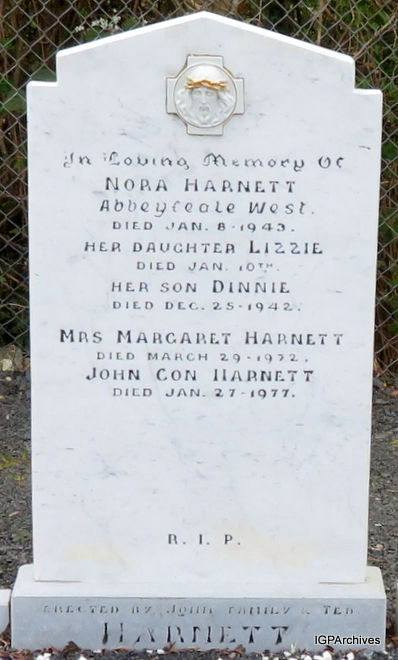 In Loving Memory Of
NORA HARNETT
Abbeyfeale West.
DIED JAN. 8-1943.
HER DAUGHTER LIZZIE
DIED JAN. 10TH.
HER SON DINNIE
DIED DEC. 25-1942.
MRS MARGARET HARNETT
DIED MARCH 29-1972.
JOHN CON HARNETT
DIED JAN. 27-1977.
R. I. P.
ERECTED BY JOHN FAMILY & TED
HARNETT
IGPArchives